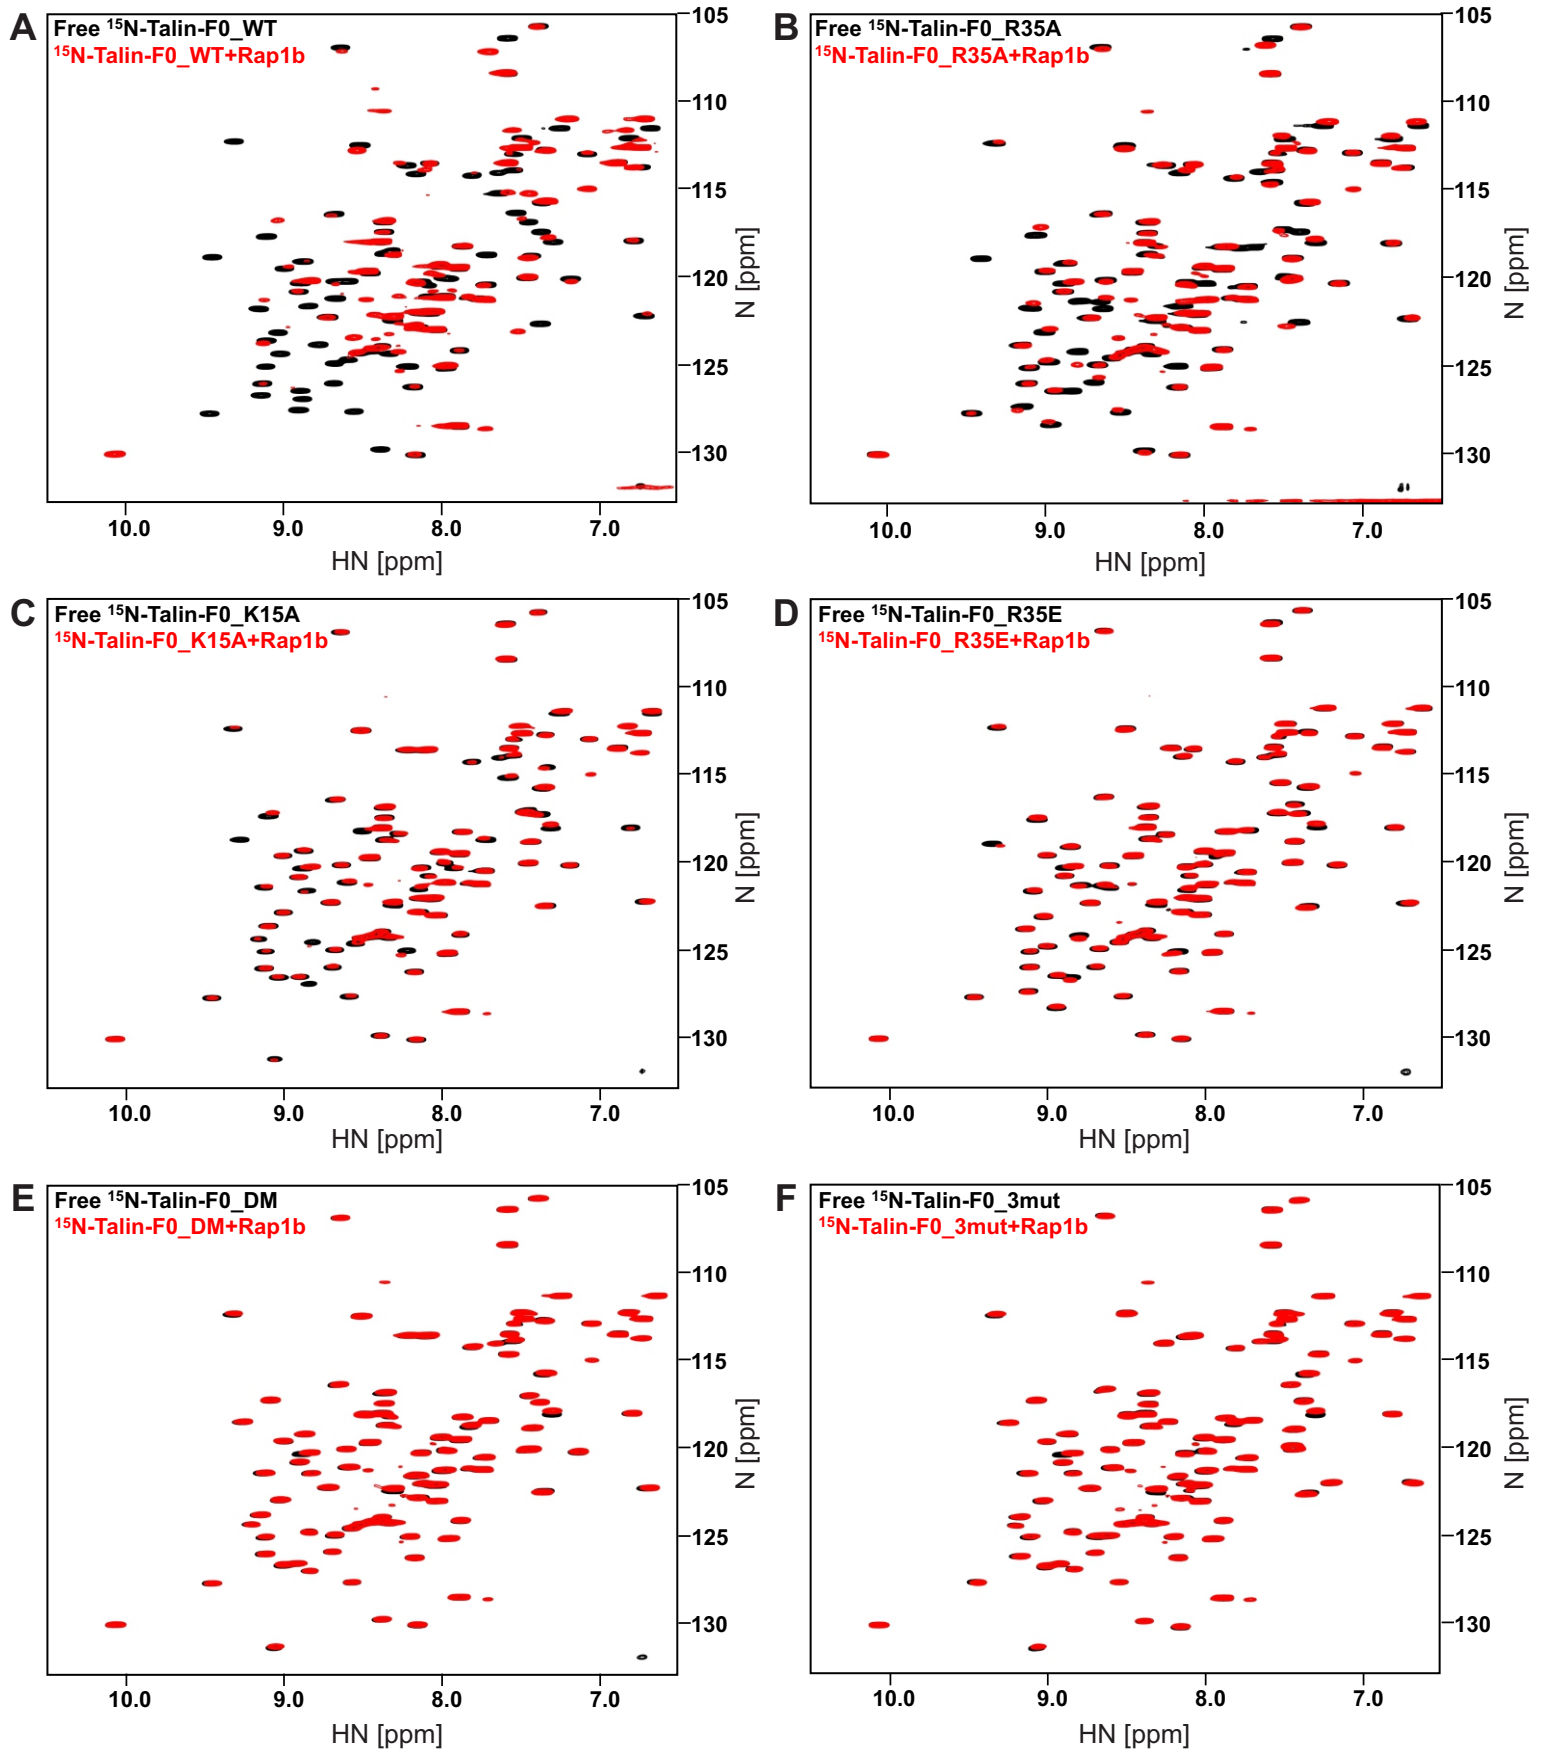 A
Free ¹⁵N-Talin-F0_WT
¹⁵N-Talin-F0_WT+Rap1b
105
110
115
120
125
130
N [ppm]
10.0 9.0 8.0 7.0
HN [ppm]
B
Free ¹⁵N-Talin-F0_R35A
¹⁵N-Talin-F0_R35A+Rap1b
105
110
115
120
125
130
N [ppm]
10.0 9.0 8.0 7.0
HN [ppm]
C
Free ¹⁵N-Talin-F0_K15A
¹⁵N-Talin-F0_K15A+Rap1b
105
110
115
120
125
130
N [ppm]
10.0 9.0 8.0 7.0
HN [ppm]
D
Free ¹⁵N-Talin-F0_R35E
¹⁵N-Talin-F0_R35E+Rap1b
105
110
115
120
125
130
N [ppm]
10.0 9.0 8.0 7.0
HN [ppm]
E
Free ¹⁵N-Talin-F0_DM
¹⁵N-Talin-F0_DM+Rap1b
105
110
115
120
125
130
N [ppm]
10.0 9.0 8.0 7.0
HN [ppm]
F
Free ¹⁵N-Talin-F0_3mut
¹⁵N-Talin-F0_3mut+Rap1b
105
110
115
120
125
130
N [ppm]
10.0 9.0 8.0 7.0
HN [ppm]